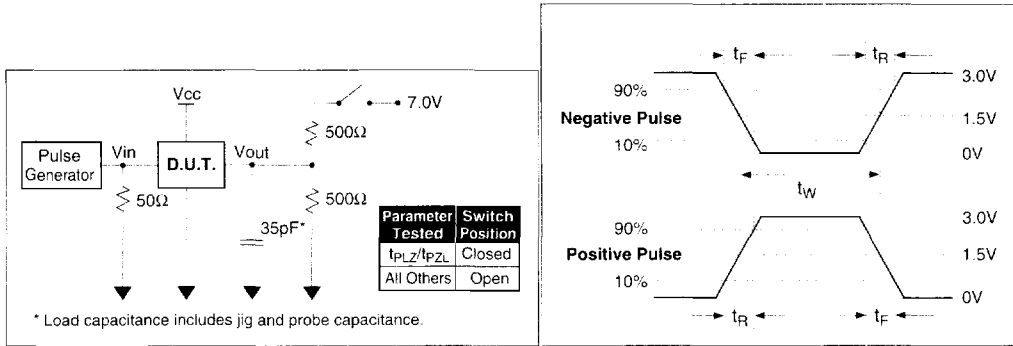 Vcc
7.0V
500Ω
Pulse
Generator
Vin
D.U.T.
Vout
50Ω
500Ω
35pF*
Parameter Tested Switch Position
tPLZ/tPZL Closed
All Others Open
* Load capacitance includes jig and probe capacitance.
tF tR
90% 3.0V
Negative Pulse 1.5V
10% 0V
tW
90% 3.0V
Positive Pulse 1.5V
10% 0V
tR tF